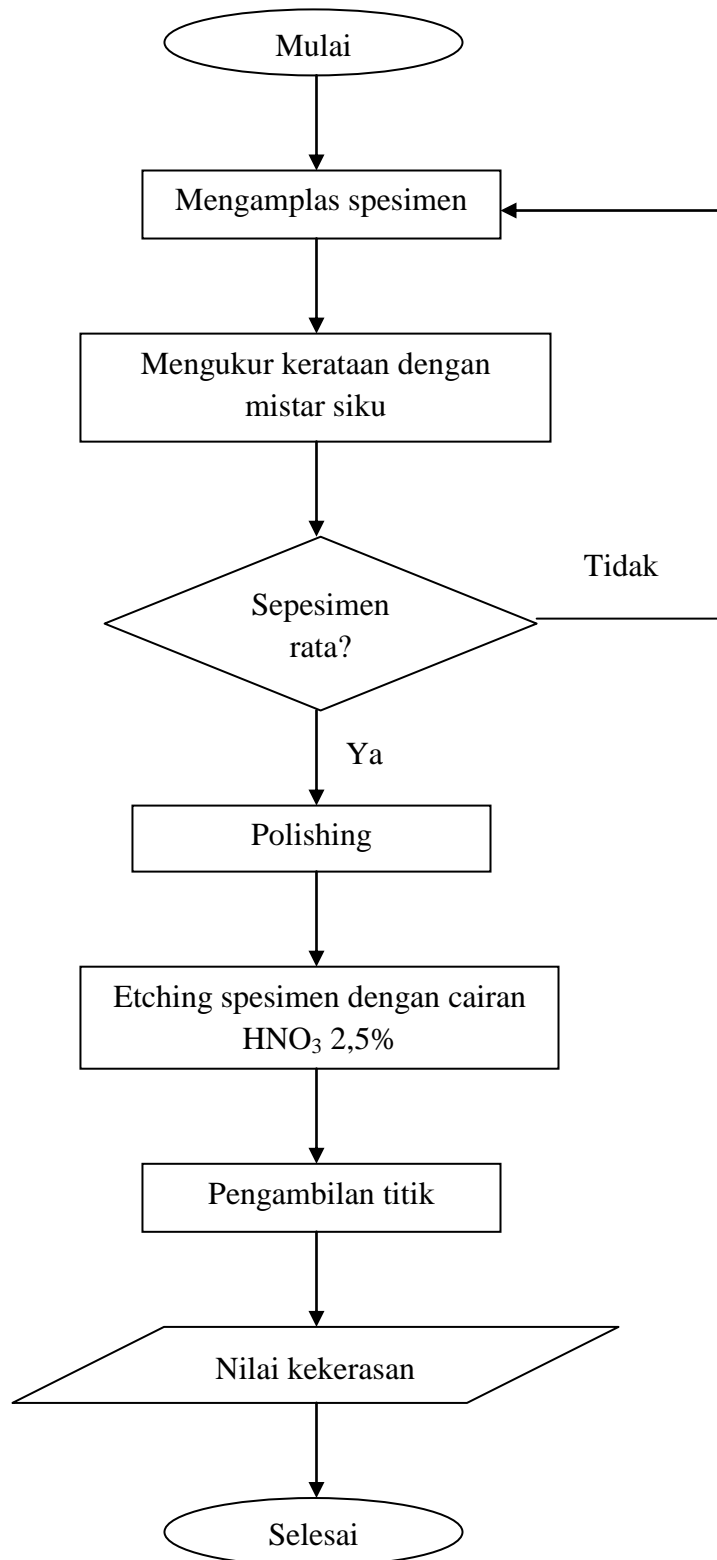 Mulai
Mengamplas spesimen
Mengukur kerataan dengan
mistar siku
Sepesimen
rata?
Tidak
Ya
Polishing
Etching spesimen dengan cairan
HNO₃ 2,5%
Pengambilan titik
Nilai kekerasan
Selesai